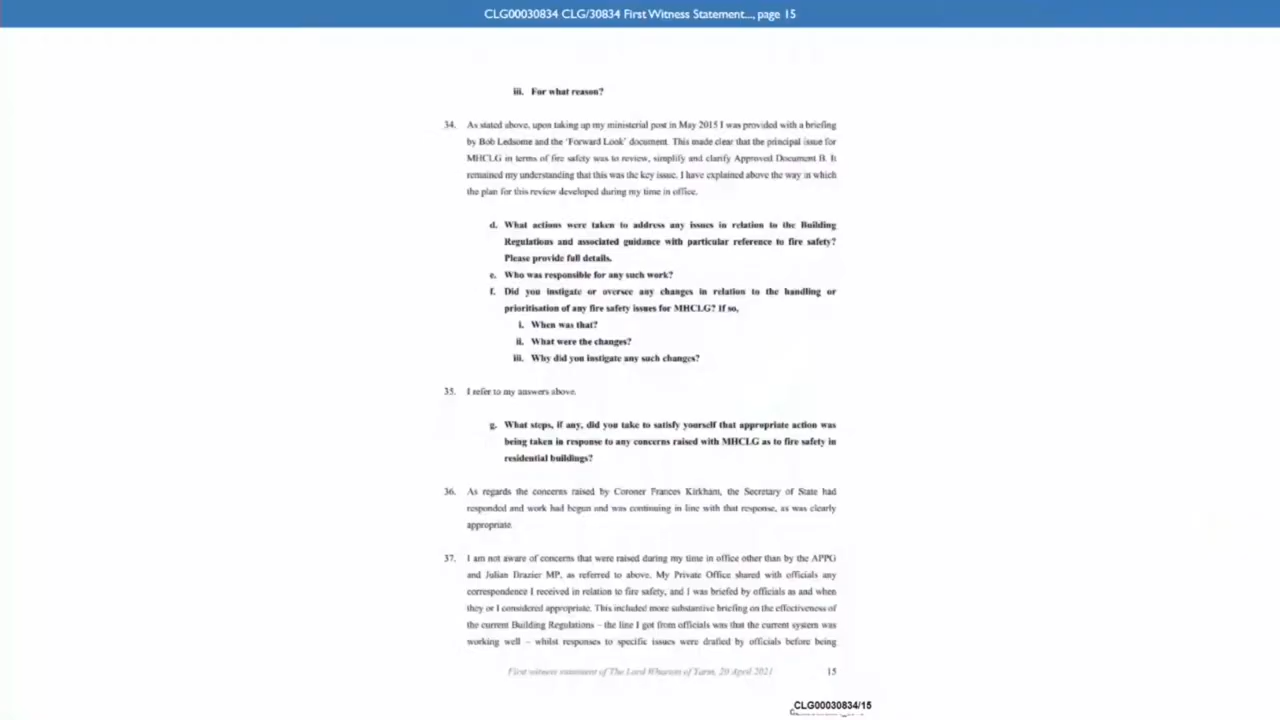 CLG00030834 CLG/30834 First Witness Statement..., page 15
iii. For what reason?
34. As stated above, upon taking up my ministerial post in May 2015 I was provided with a briefing
by Bob Ledsome and the 'Forward Look' document. This made clear that the principal issue for
MHCLG in terms of fire safety was to review, simplify and clarify Approved Document B. It
remained my understanding that this was the key issue. I have explained above the way in which
the plan for this review developed during my time in office.
d. What actions were taken to address any issues in relation to the Building
Regulations and associated guidance with particular reference to fire safety?
Please provide full details.
e. Who was responsible for any such work?
f. Did you instigate or oversee any changes in relation to the handling or
prioritisation of any fire safety issues for MHCLG? If so,
i. When was that?
ii. What were the changes?
iii. Why did you instigate any such changes?
35. I refer to my answers above.
g. What steps, if any, did you take to satisfy yourself that appropriate action was
being taken in response to any concerns raised with MHCLG as to fire safety in
residential buildings?
36. As regards the concerns raised by Coroner Frances Kirkham, the Secretary of State had
responded and work had begun and was continuing in line with that response, as was clearly
appropriate.
37. I am not aware of concerns that were raised during my time in office other than by the APPG
and Julian Brazier MP, as referred to above. My Private Office shared with officials any
correspondence I received in relation to fire safety, and I was briefed by officials as and when
they or I considered appropriate. This included more substantive briefing on the effectiveness of
the current Building Regulations – the line I got from officials was that the current system was
working well – whilst responses to specific issues were drafted by officials before being
First witness statement of The Lord Wharton of Yarm, 20 April 2021 15
CLG00030834/15